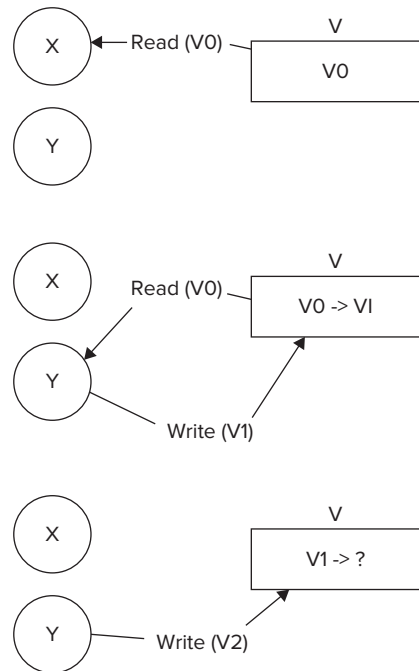 V
X
Read (V0)
V0
Y
V
X
Read (V0)
V0 -> VI
Y
Write (V1)
V
X
V1 -> ?
Y
Write (V2)